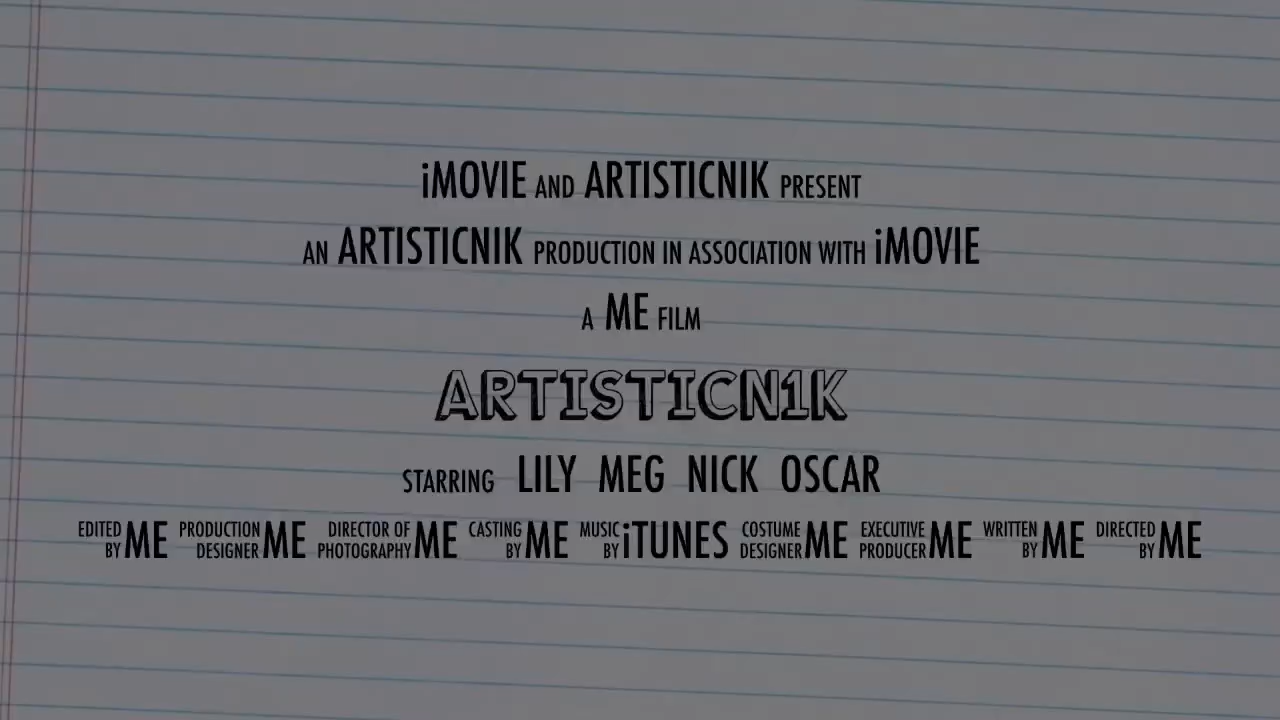 iMOVIE AND ARTISTICNIK PRESENT
AN ARTISTICNIK PRODUCTION IN ASSOCIATION WITH iMOVIE
A ME FILM
ARTISTICN1K
STARRING LILY MEG NICK OSCAR
EDITED BY ME PRODUCTION DESIGNER ME DIRECTOR OF PHOTOGRAPHY ME CASTING BY ME MUSIC BY iTUNES COSTUME DESIGNER ME EXECUTIVE PRODUCER ME WRITTEN BY ME DIRECTED BY ME